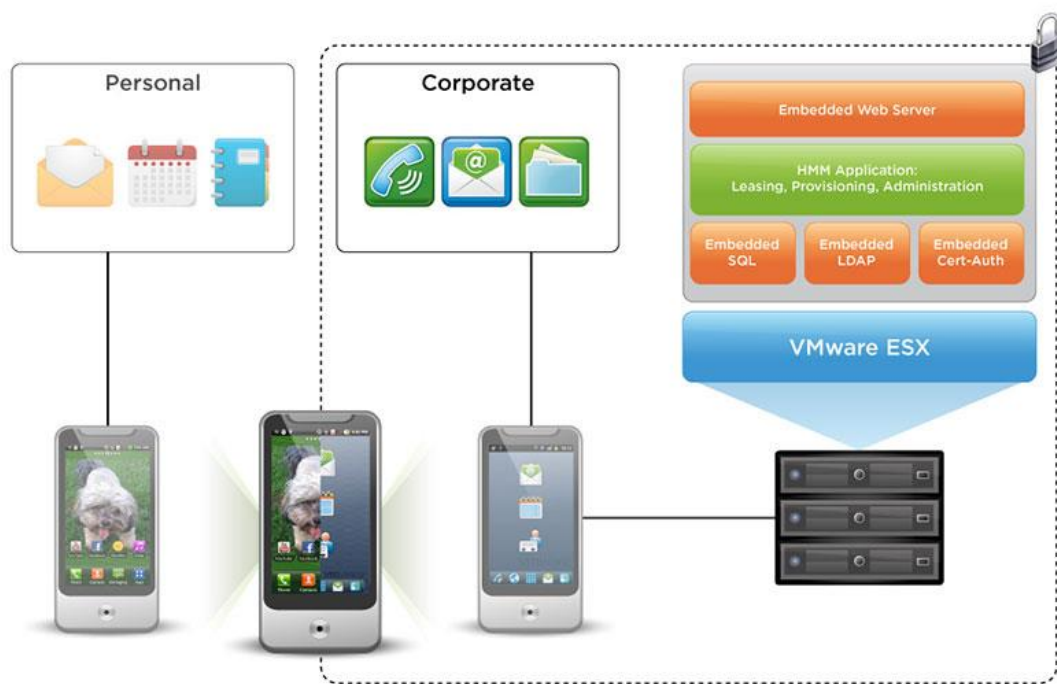 Personal
Corporate
Embedded Web Server
HMM Application:
Leasing, Provisioning, Administration
Embedded
SQL
Embedded
LDAP
Embedded
Cert-Auth
VMware ESX
@